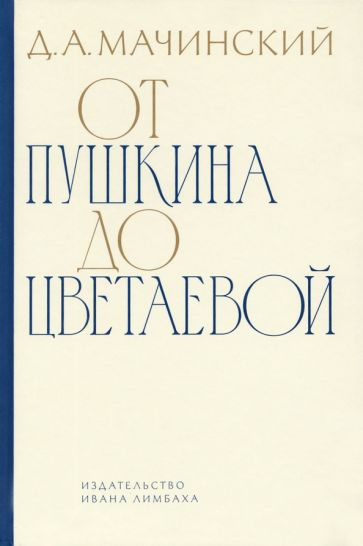 Д. А. МАЧИНСКИЙ
ОТ
ПУШКИНА
ДО
ЦВЕТАЕВОЙ
ИЗДАТЕЛЬСТВО
ИВАНА ЛИМБАХА